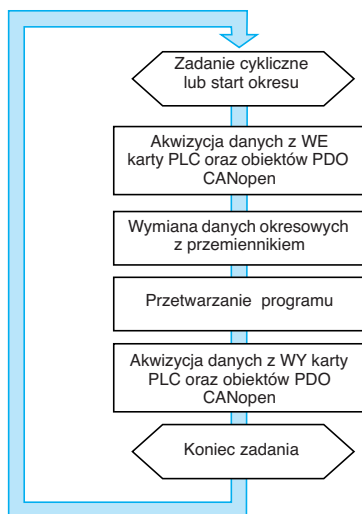 Zadanie cykliczne
lub start okresu
Akwizycja danych z WE
karty PLC oraz obiektów PDO
CANopen
Wymiana danych okresowych
z przemiennikiem
Przetwarzanie programu
Akwizycja danych z WY karty
PLC oraz obiektów PDO
CANopen
Koniec zadania